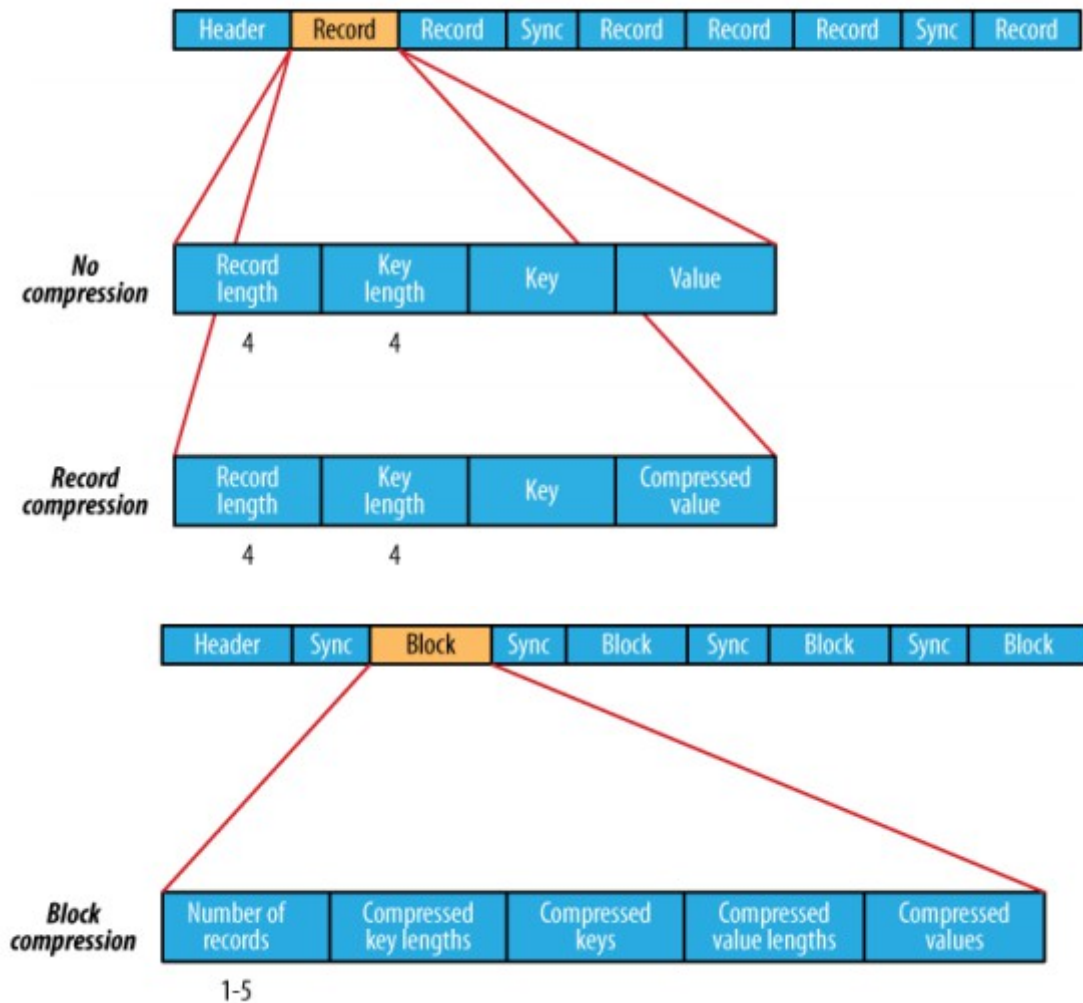 Header Record Record Sync Record Record Record Sync Record
No
compression
Record
length
Key
length
Key
Value
4 4
Record
compression
Record
length
Key
length
Key
Compressed
value
4 4
Header Sync Block Sync Block Sync Block Sync Block
Block
compression
Number of
records
Compressed
key lengths
Compressed
keys
Compressed
value lengths
Compressed
values
1-5